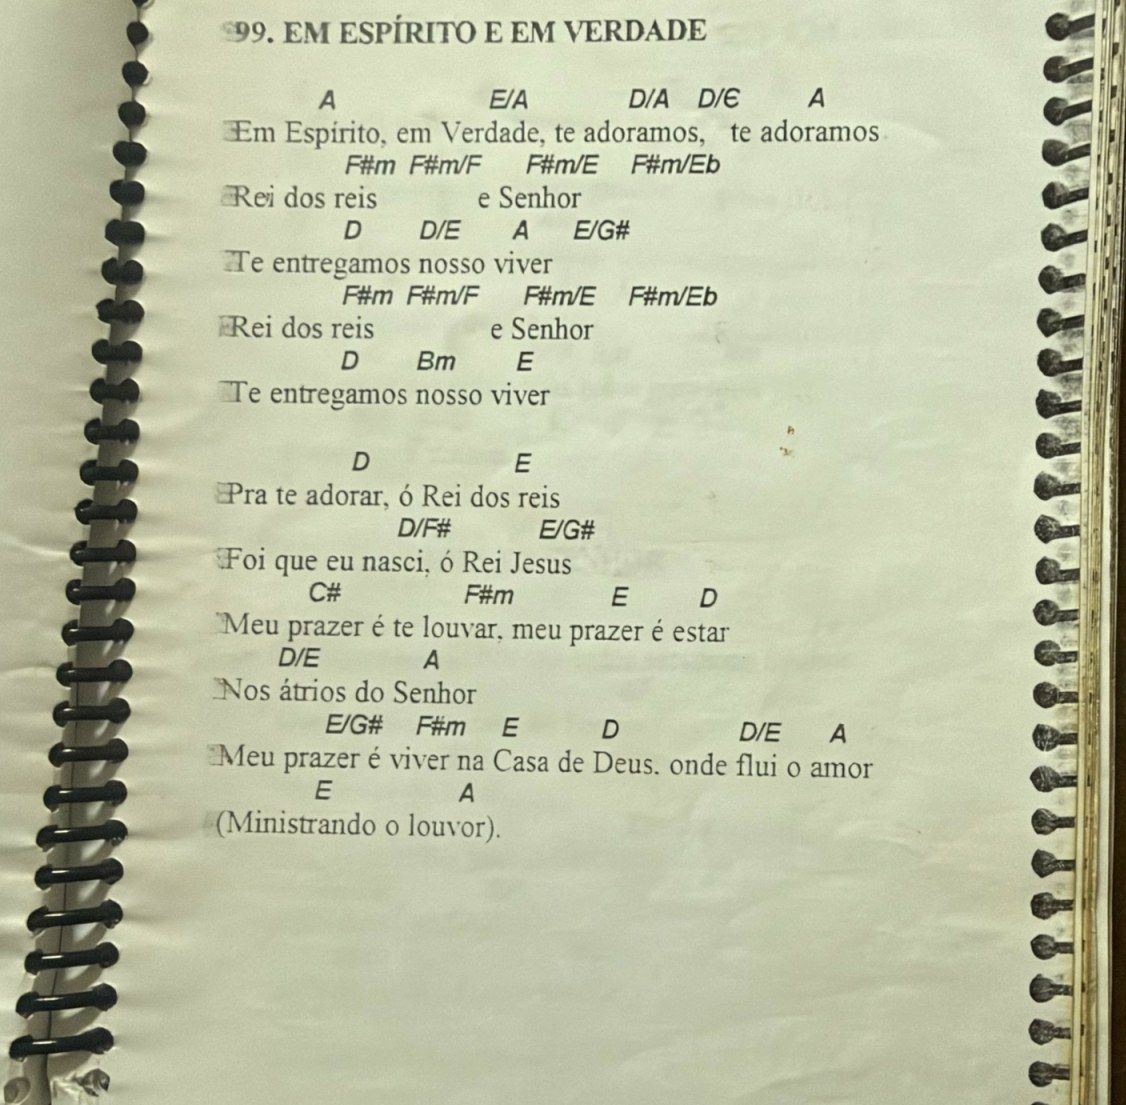 99. EM ESPÍRITO E EM VERDADE
A E/A D/A D/E A
Em Espírito, em Verdade, te adoramos, te adoramos
F#m F#m/F F#m/E F#m/Eb
Rei dos reis e Senhor
D D/E A E/G#
Te entregamos nosso viver
F#m F#m/F F#m/E F#m/Eb
Rei dos reis e Senhor
D Bm E
Te entregamos nosso viver
D E
Pra te adorar, ó Rei dos reis
D/F# E/G#
Foi que eu nasci, ó Rei Jesus
C# F#m E D
Meu prazer é te louvar, meu prazer é estar
D/E A
Nos átrios do Senhor
E/G# F#m E D D/E A
Meu prazer é viver na Casa de Deus. onde flui o amor
E A
(Ministrando o louvor).